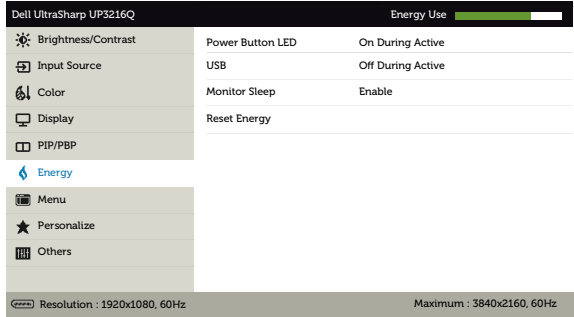 Dell UltraSharp UP3216Q Energy Use
Brightness/Contrast Power Button LED On During Active
Input Source USB Off During Active
Color Monitor Sleep Enable
Display Reset Energy
PIP/PBP
Energy
Menu
Personalize
Others
Resolution : 1920x1080, 60Hz Maximum : 3840x2160, 60Hz